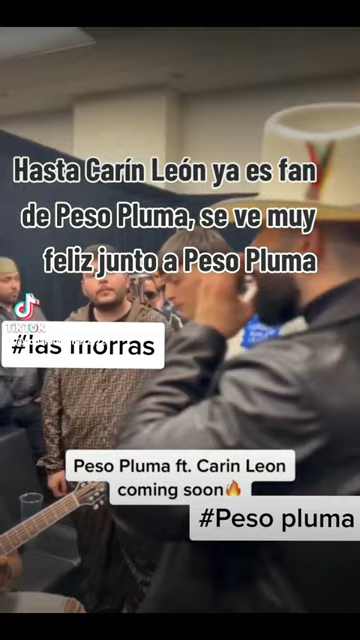 Hasta Carín León ya es fan
de Peso Pluma, se ve muy
feliz junto a Peso Pluma
TIKTOK
#las morras
Peso Pluma ft. Carin Leon
coming soon🔥
#Peso pluma